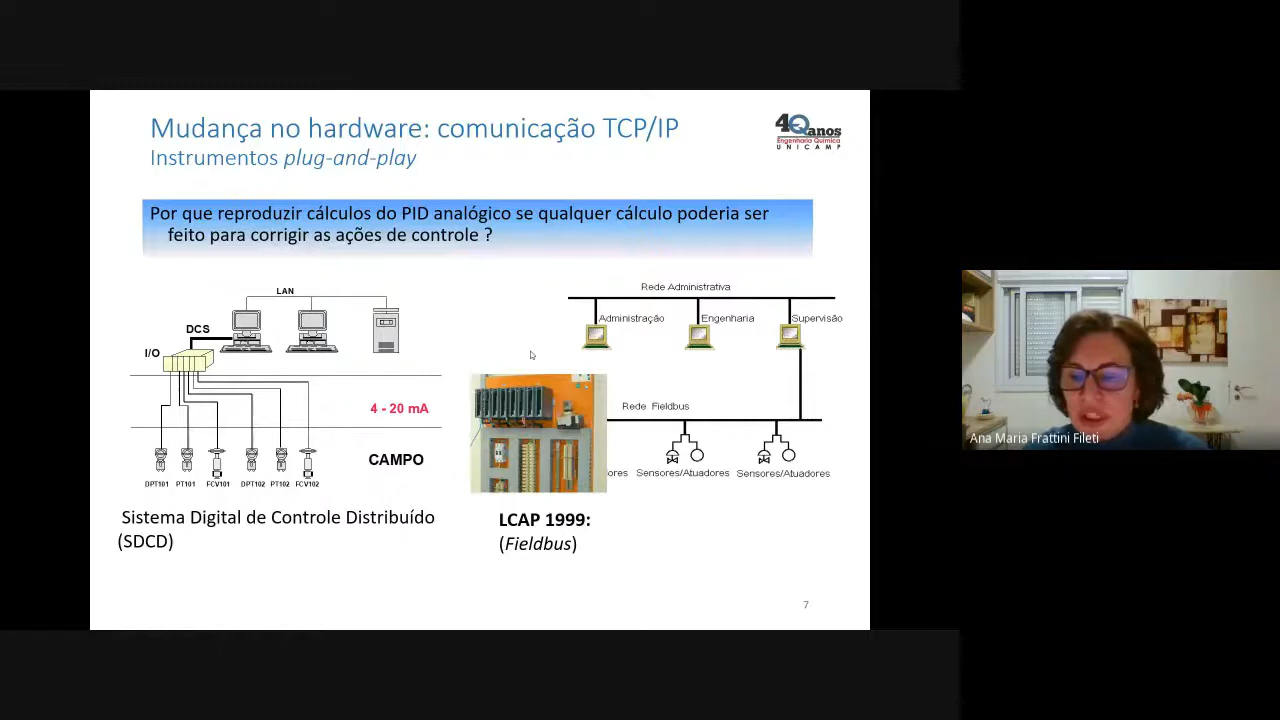 Mudança no hardware: comunicação TCP/IP
Instrumentos plug-and-play
40 anos
Engenharia Química
UNICAMP
Por que reproduzir cálculos do PID analógico se qualquer cálculo poderia ser
feito para corrigir as ações de controle ?
LAN
DCS
I/O
4 - 20 mA
CAMPO
DPT101 PT101 FCV101 DPT102 PT102 FCV102
Sistema Digital de Controle Distribuído
(SDCD)
Rede Administrativa
Administração Engenharia Supervisão
Rede Fieldbus
ores Sensores/Atuadores Sensores/Atuadores
LCAP 1999:
(Fieldbus)
7
Ana Maria Frattini Fileti